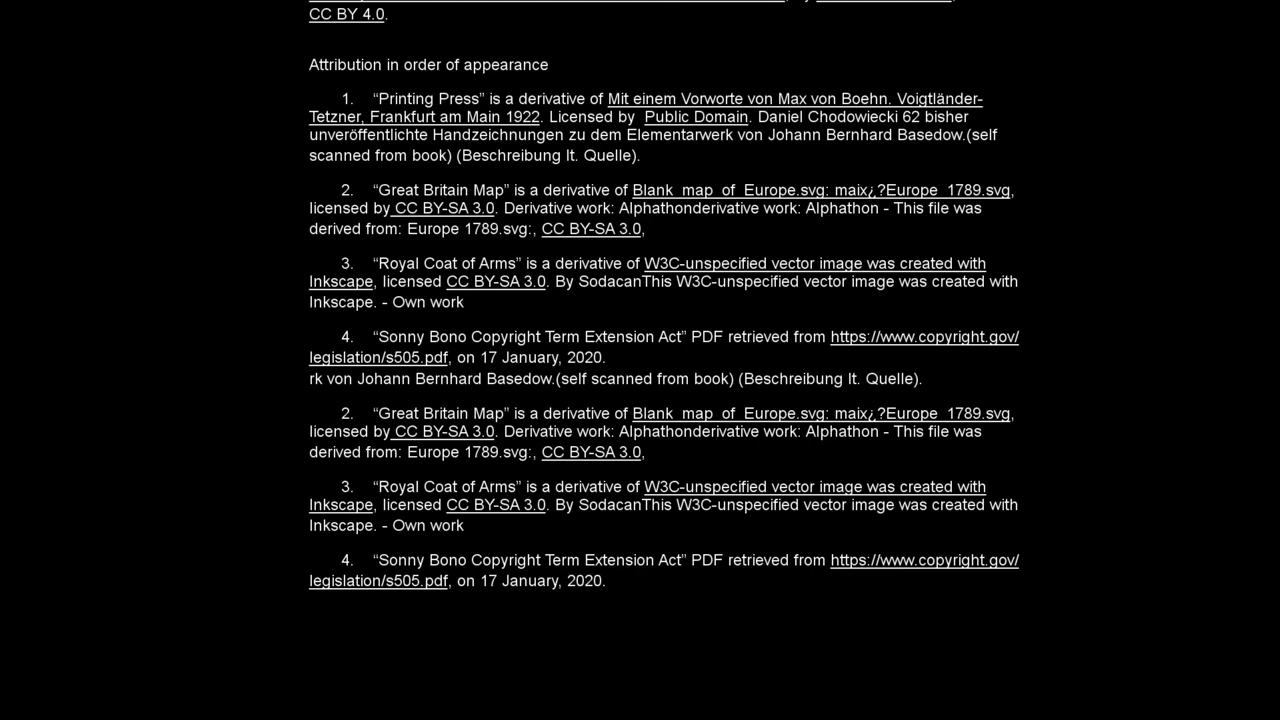 CC BY 4.0.
Attribution in order of appearance
1. “Printing Press” is a derivative of Mit einem Vorworte von Max von Boehn. Voigtländer-
Tetzner, Frankfurt am Main 1922. Licensed by Public Domain. Daniel Chodowiecki 62 bisher
unveröffentlichte Handzeichnungen zu dem Elementarwerk von Johann Bernhard Basedow.(self
scanned from book) (Beschreibung lt. Quelle).
2. “Great Britain Map” is a derivative of Blank_map_of_Europe.svg: maix¿?Europe_1789.svg,
licensed by CC BY-SA 3.0. Derivative work: Alphathonderivative work: Alphathon - This file was
derived from: Europe 1789.svg:, CC BY-SA 3.0,
3. “Royal Coat of Arms” is a derivative of W3C-unspecified vector image was created with
Inkscape, licensed CC BY-SA 3.0. By SodacanThis W3C-unspecified vector image was created with
Inkscape. - Own work
4. “Sonny Bono Copyright Term Extension Act” PDF retrieved from https://www.copyright.gov/
legislation/s505.pdf, on 17 January, 2020.
rk von Johann Bernhard Basedow.(self scanned from book) (Beschreibung lt. Quelle).
2. “Great Britain Map” is a derivative of Blank_map_of_Europe.svg: maix¿?Europe_1789.svg,
licensed by CC BY-SA 3.0. Derivative work: Alphathonderivative work: Alphathon - This file was
derived from: Europe 1789.svg:, CC BY-SA 3.0,
3. “Royal Coat of Arms” is a derivative of W3C-unspecified vector image was created with
Inkscape, licensed CC BY-SA 3.0. By SodacanThis W3C-unspecified vector image was created with
Inkscape. - Own work
4. “Sonny Bono Copyright Term Extension Act” PDF retrieved from https://www.copyright.gov/
legislation/s505.pdf, on 17 January, 2020.